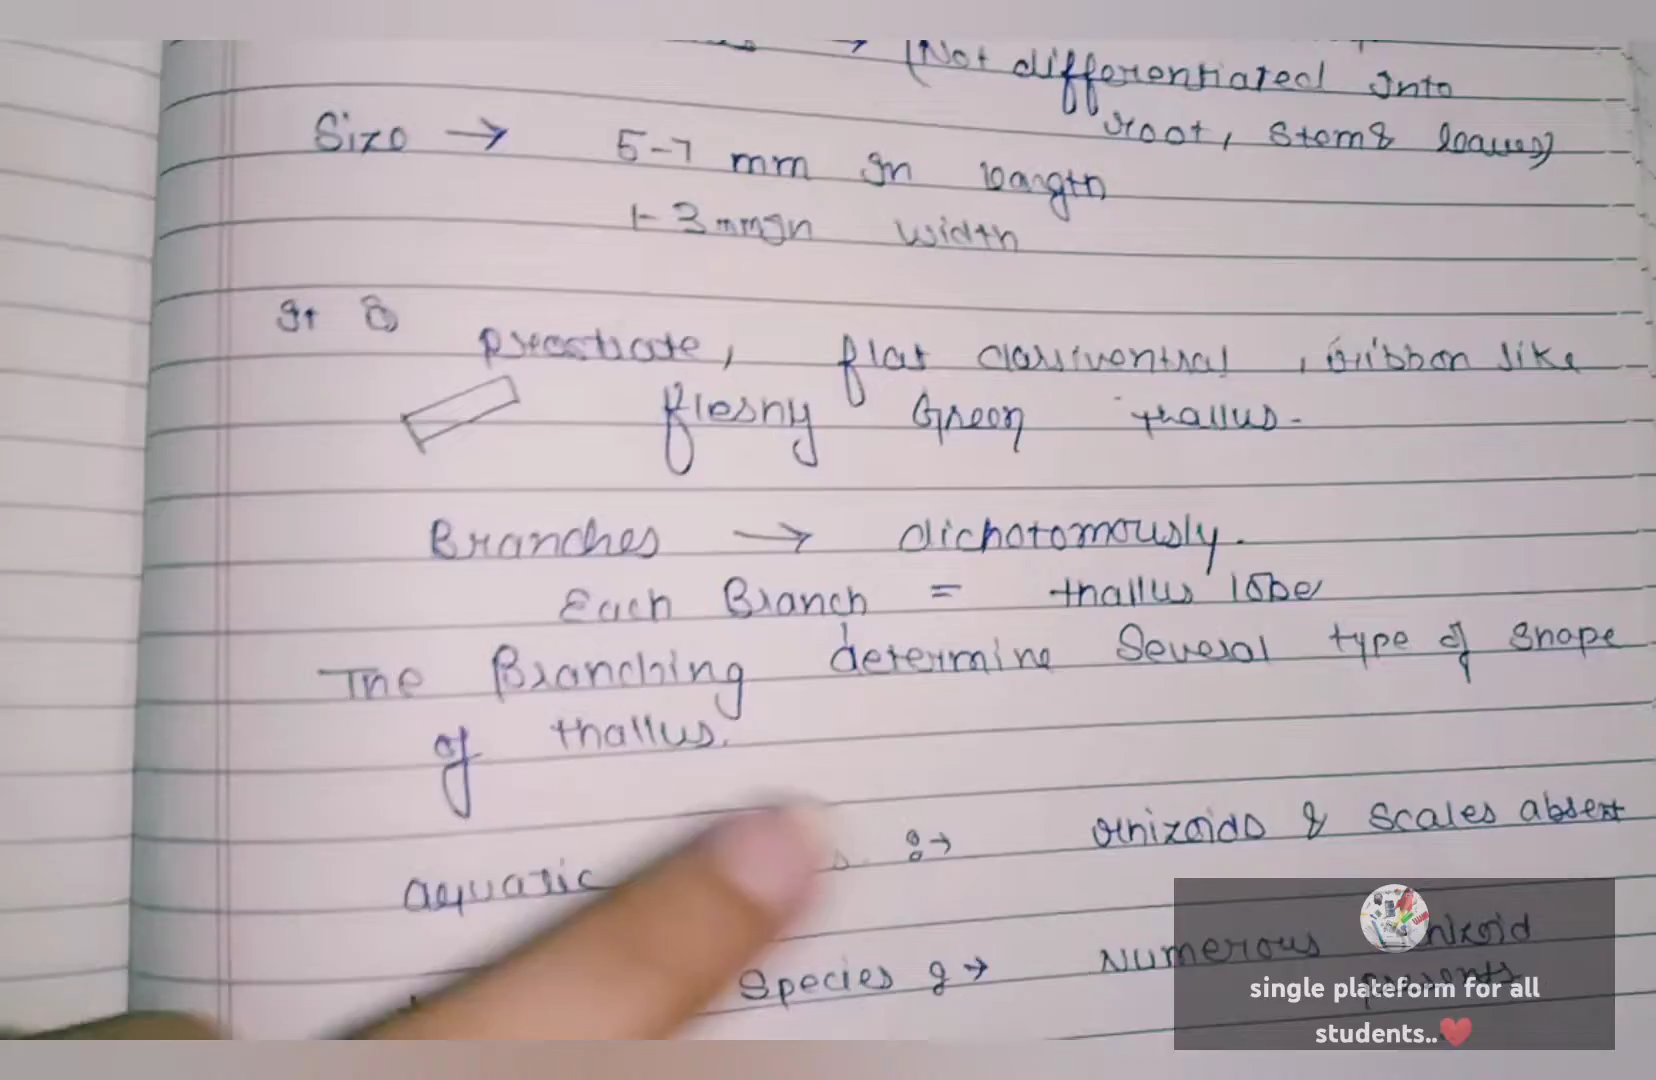 (Not differentiated Into
root, stem & leaves)
Size → 5-7 mm In length
1-3 mm In width
It is
prostrate, flat dorsiventral, ribbon like
fleshy Green thallus.
Branches → dichotomously.
Each Branch = thallus lobe
The Branching determine Several type of shape
of thallus.
aquatic :→ rhizoids & Scales absent
Species :→ Numerous
presents
single plateform for all
students..❤️